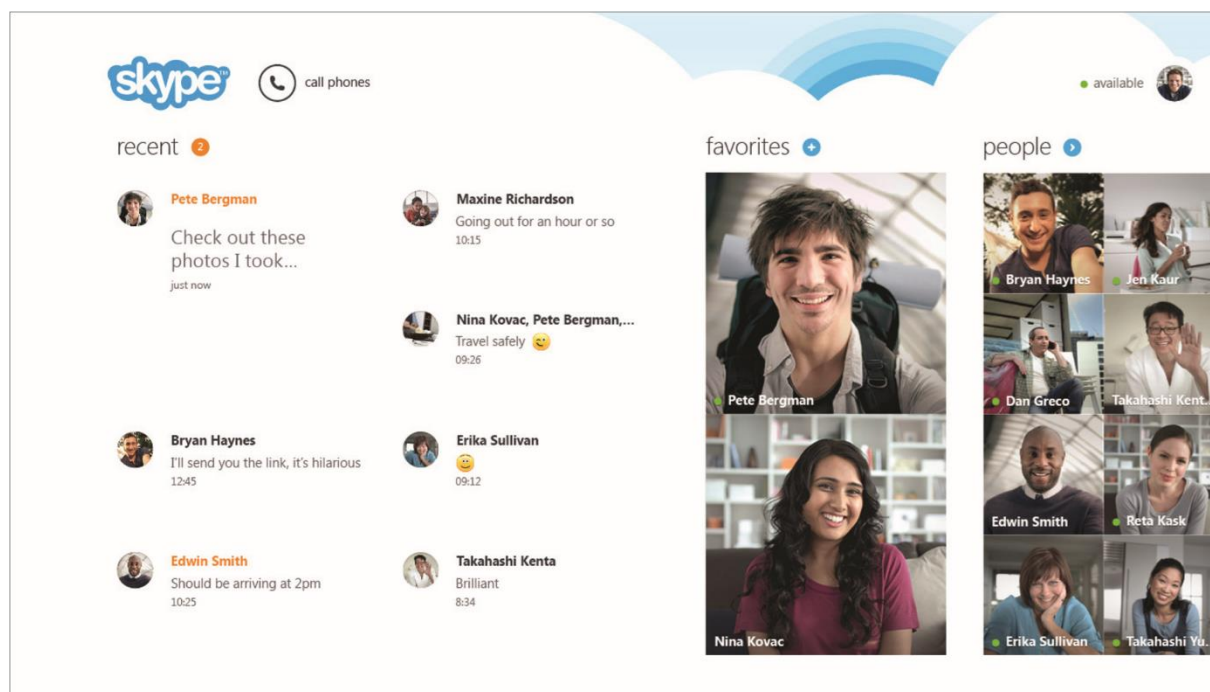 skype™
call phones
available
recent 2
favorites
people
Pete Bergman
Check out these
photos I took...
just now
Bryan Haynes
I'll send you the link, it's hilarious
12:45
Edwin Smith
Should be arriving at 2pm
10:25
Maxine Richardson
Going out for an hour or so
10:15
Nina Kovac, Pete Bergman,...
Travel safely
09:26
Erika Sullivan
09:12
Takahashi Kenta
Brilliant
8:34
Pete Bergman
Nina Kovac
Bryan Haynes
Jen Kaur
Dan Greco
Takahashi Kent.
Edwin Smith
Reta Kask
Erika Sullivan
Takahashi Yu.